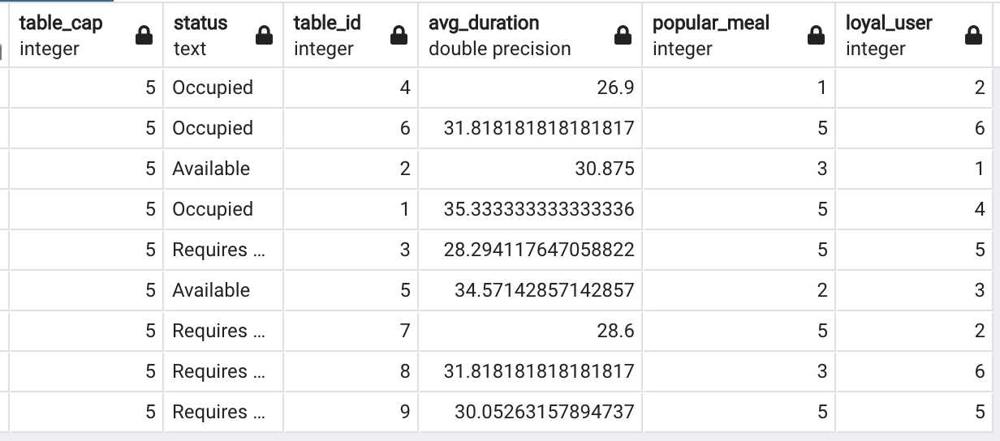 table_cap status table_id avg_duration popular_meal loyal_user
integer text integer double precision integer integer
5 Occupied 4 26.9 1 2
5 Occupied 6 31.818181818181817 5 6
5 Available 2 30.875 3 1
5 Occupied 1 35.333333333333336 5 4
5 Requires ... 3 28.294117647058822 5 5
5 Available 5 34.57142857142857 2 3
5 Requires ... 7 28.6 5 2
5 Requires ... 8 31.818181818181817 3 6
5 Requires ... 9 30.05263157894737 5 5